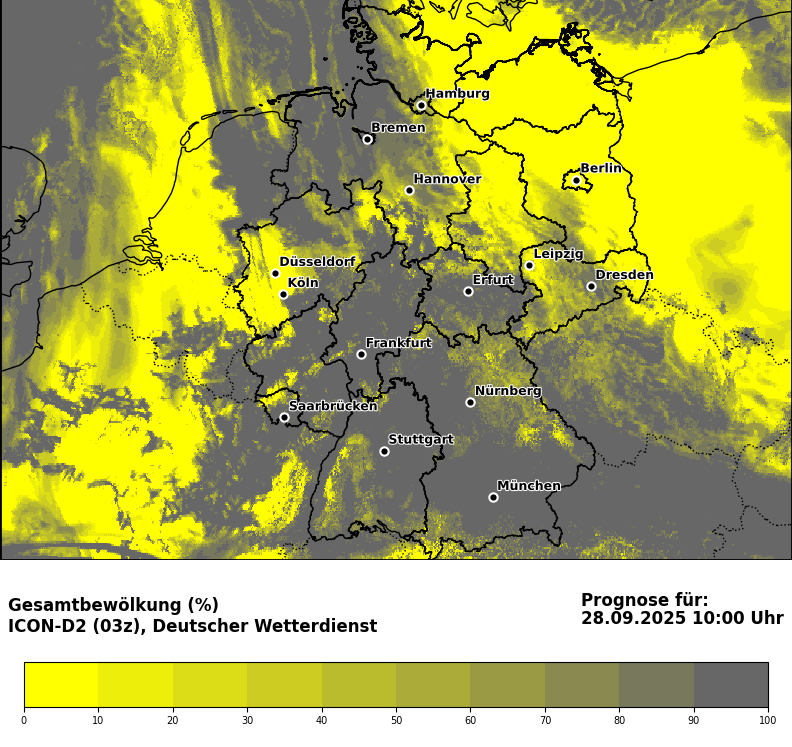 Hamburg
Bremen
Berlin
Hannover
Leipzig
Düsseldorf
Dresden
Köln
Erfurt
Frankfurt
Nürnberg
Saarbrücken
Stuttgart
München
Gesamtbewölkung (%)
ICON-D2 (03z), Deutscher Wetterdienst
Prognose für:
28.09.2025 10:00 Uhr
0 10 20 30 40 50 60 70 80 90 100